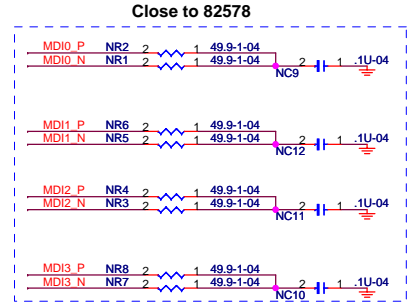 Close to 82578
MDI0_P NR2 2 1 49.9-1-04
MDI0_N NR1 2 1 49.9-1-04 2 1 .1U-04
NC9
MDI1_P NR6 2 1 49.9-1-04
MDI1_N NR5 2 1 49.9-1-04 2 1 .1U-04
NC12
MDI2_P NR4 2 1 49.9-1-04
MDI2_N NR3 2 1 49.9-1-04 2 1 .1U-04
NC11
MDI3_P NR8 2 1 49.9-1-04
MDI3_N NR7 2 1 49.9-1-04 2 1 .1U-04
NC10